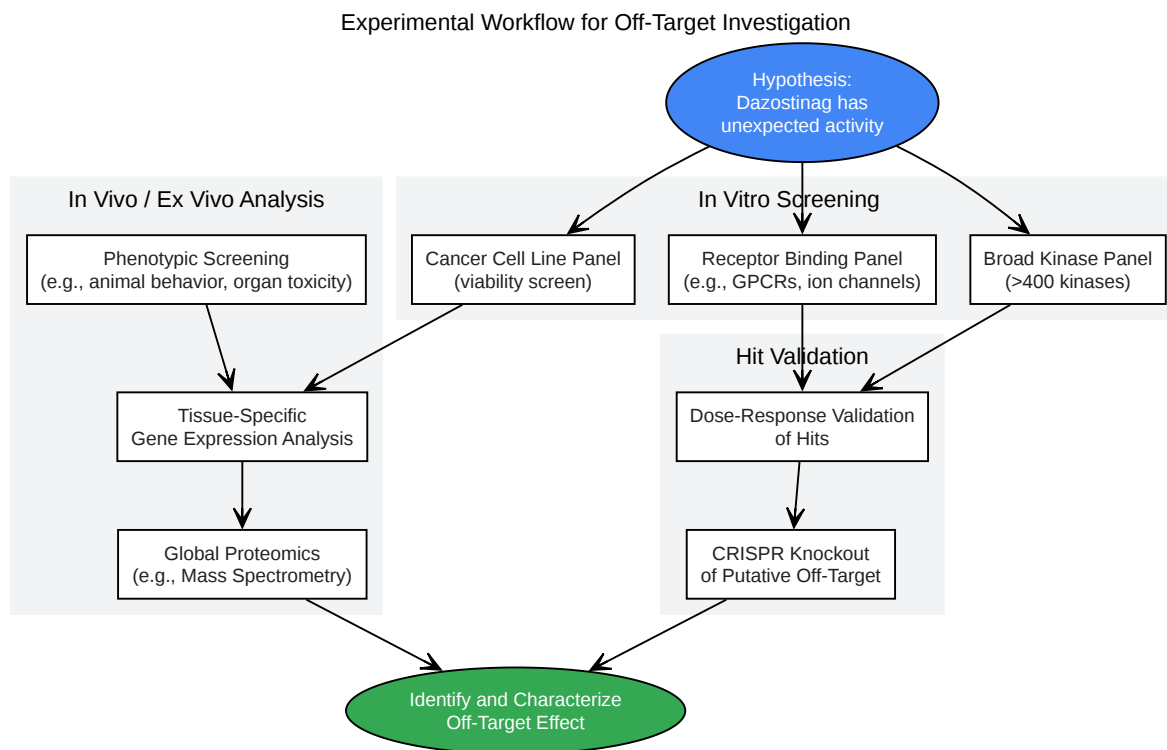 Experimental Workflow for Off-Target Investigation
Hypothesis:
Dazostinag has
unexpected activity
In Vivo / Ex Vivo Analysis
In Vitro Screening
Phenotypic Screening
(e.g., animal behavior, organ toxicity)
Cancer Cell Line Panel
(viability screen)
Receptor Binding Panel
(e.g., GPCRs, ion channels)
Broad Kinase Panel
(>400 kinases)
Hit Validation
Tissue-Specific
Gene Expression Analysis
Dose-Response Validation
of Hits
Global Proteomics
(e.g., Mass Spectrometry)
CRISPR Knockout
of Putative Off-Target
Identify and Characterize
Off-Target Effect